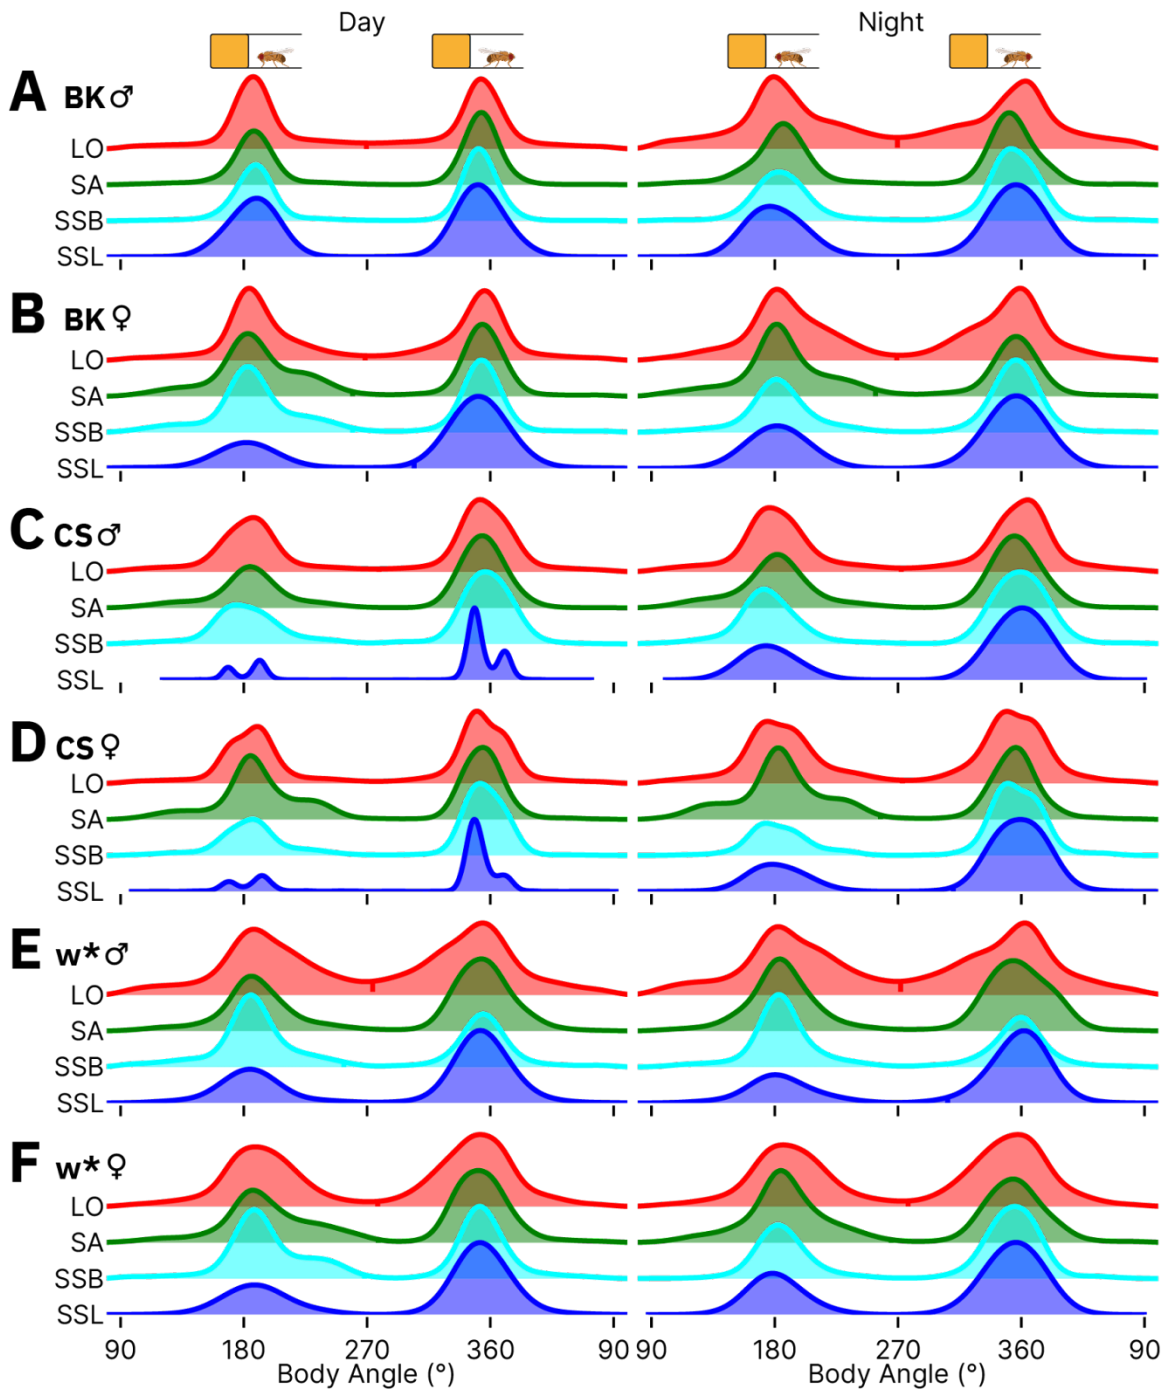 Day Night
A BK♂
LO
SA
SSB
SSL
B BK♀
LO
SA
SSB
SSL
C CS♂
LO
SA
SSB
SSL
D CS♀
LO
SA
SSB
SSL
E w*♂
LO
SA
SSB
SSL
F w*♀
LO
SA
SSB
SSL
90 180 270 360 90 90 180 270 360 90
Body Angle (°) Body Angle (°)